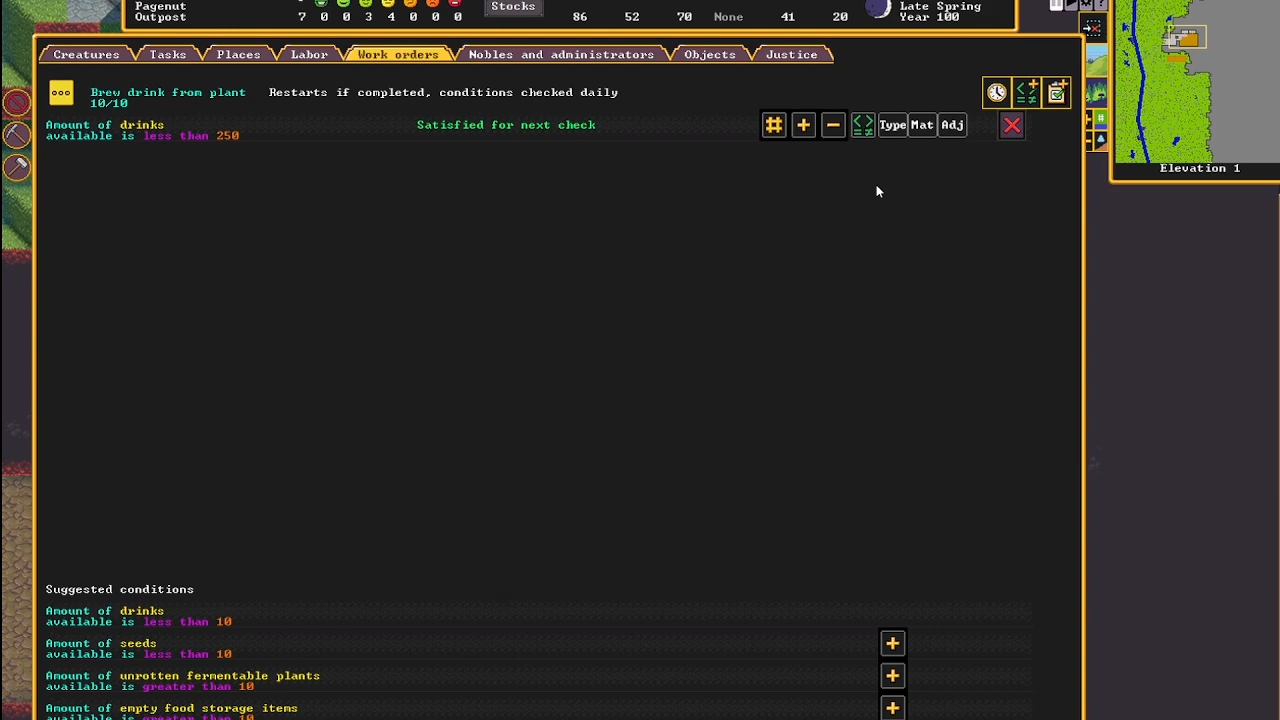 Pagenut
Outpost
7 0 0 3 4 0 0 0
Stocks
86 52 70 None 41 20
Late Spring
Year 100
Creatures Tasks Places Labor Work orders Nobles and administrators Objects Justice
Brew drink from plant Restarts if completed, conditions checked daily
10/10
Amount of drinks
available is less than 250
Satisfied for next check
Type Mat Adj
Elevation 1
Suggested conditions
Amount of drinks
available is less than 10
Amount of seeds
available is less than 10
Amount of unrotten fermentable plants
available is greater than 10
Amount of empty food storage items
available is greater than 10